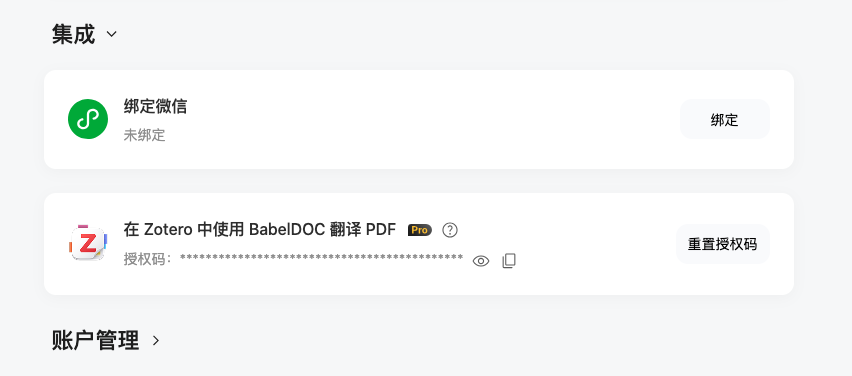 集成
绑定微信
未绑定
绑定
在 Zotero 中使用 BabelDOC 翻译 PDF Pro
授权码：********************************************
重置授权码
账户管理